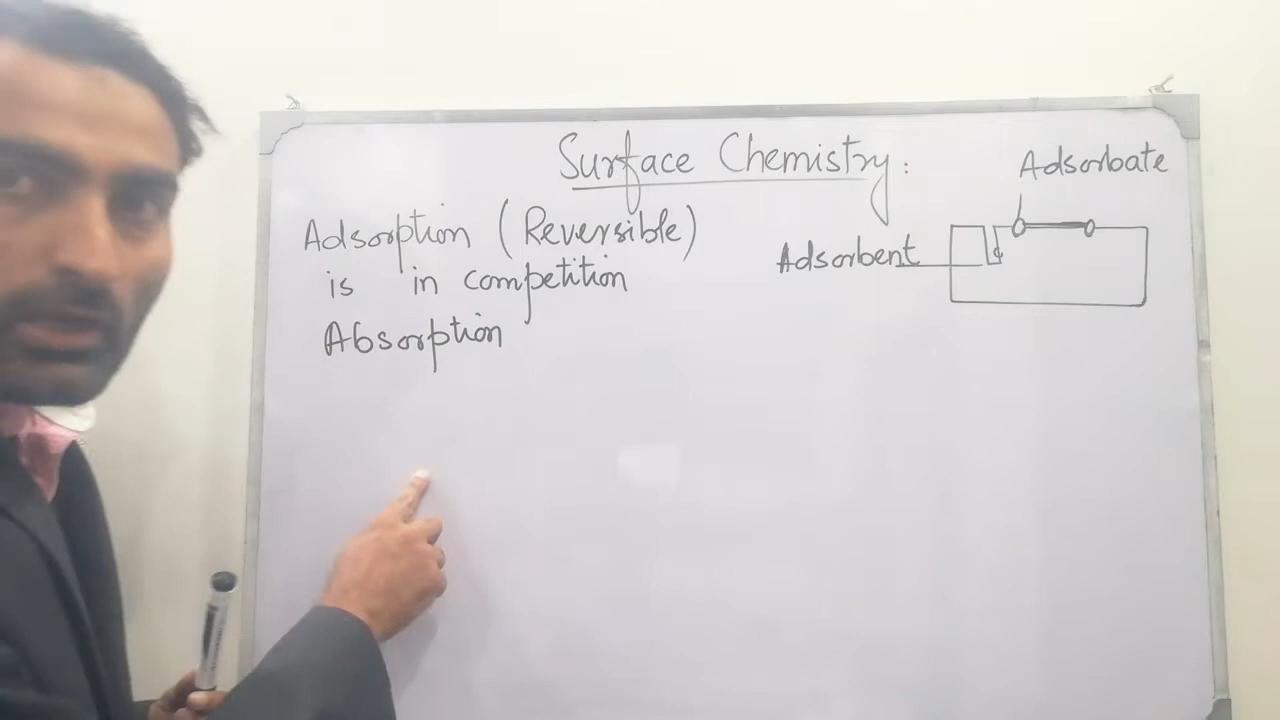 Surface Chemistry:
Adsorption (Reversible)
is in competition
Absorption
Adsorbate
Adsorbent